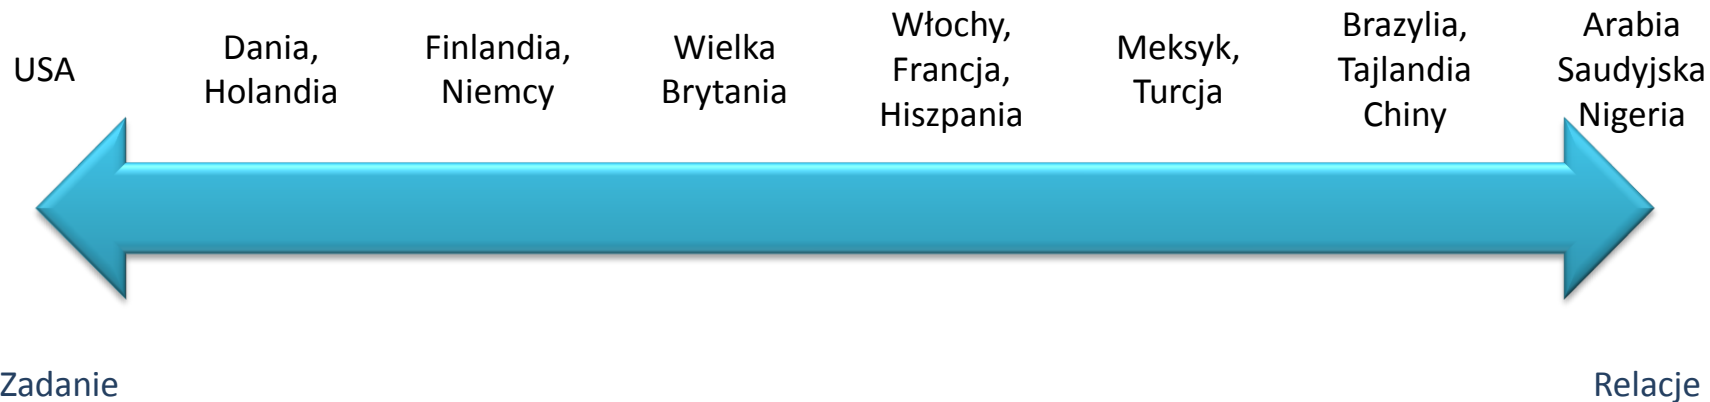 USA
Dania,
Holandia
Finlandia,
Niemcy
Wielka
Brytania
Włochy,
Francja,
Hiszpania
Meksyk,
Turcja
Brazylia,
Tajlandia
Chiny
Arabia
Saudyjska
Nigeria
Zadanie
Relacje